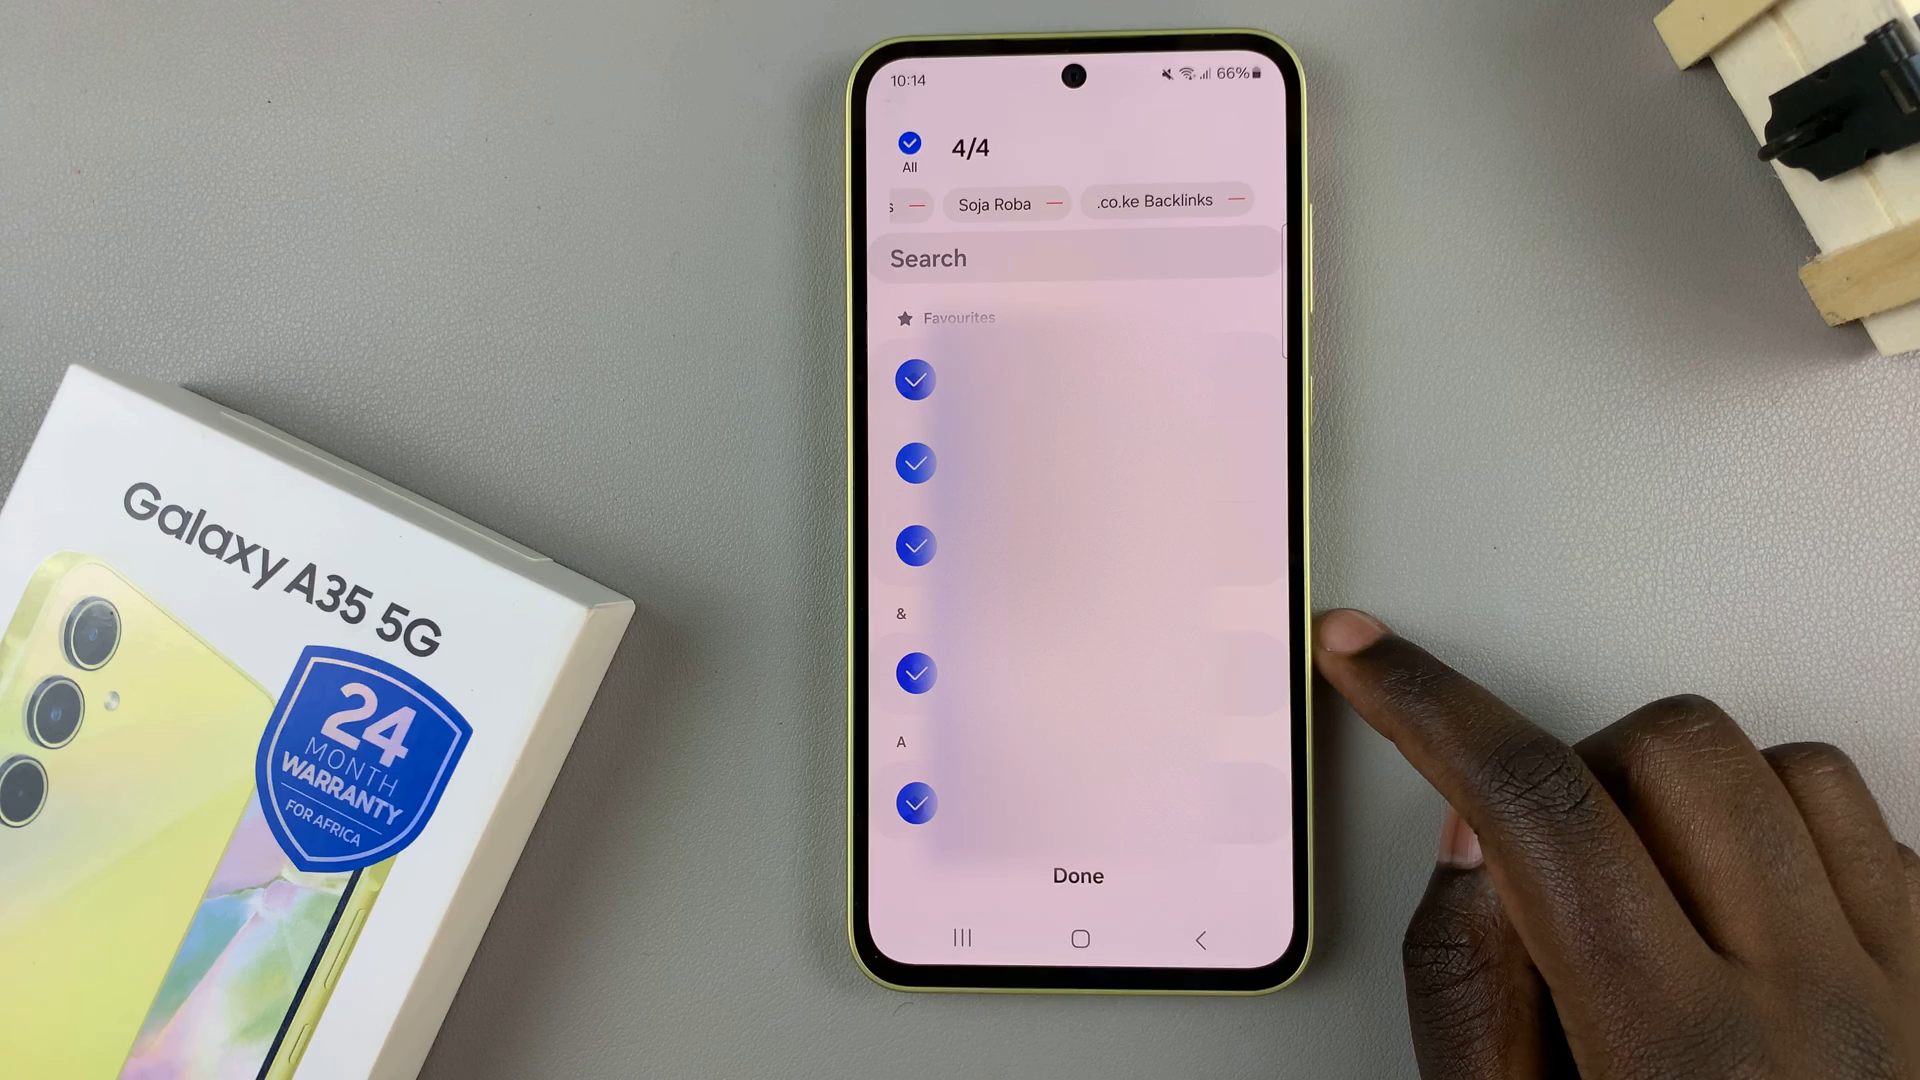 10:14
66%
All
4/4
s
Soja Roba
.co.ke Backlinks
Search
Favourites
&
A
Done
Galaxy A35 5G
24
MONTH
WARRANTY
FOR AFRICA